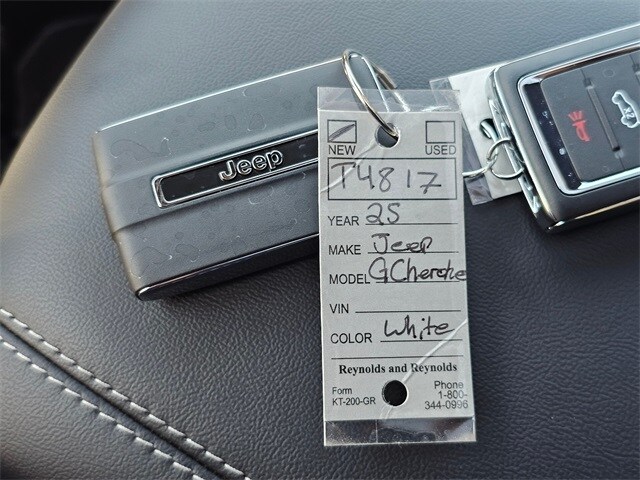 Jeep
NEW USED
T4817
YEAR 25
MAKE Jeep
MODEL GCherokee
VIN
COLOR White
Reynolds and Reynolds
Form
KT-200-GR
Phone
1-800-
344-0996